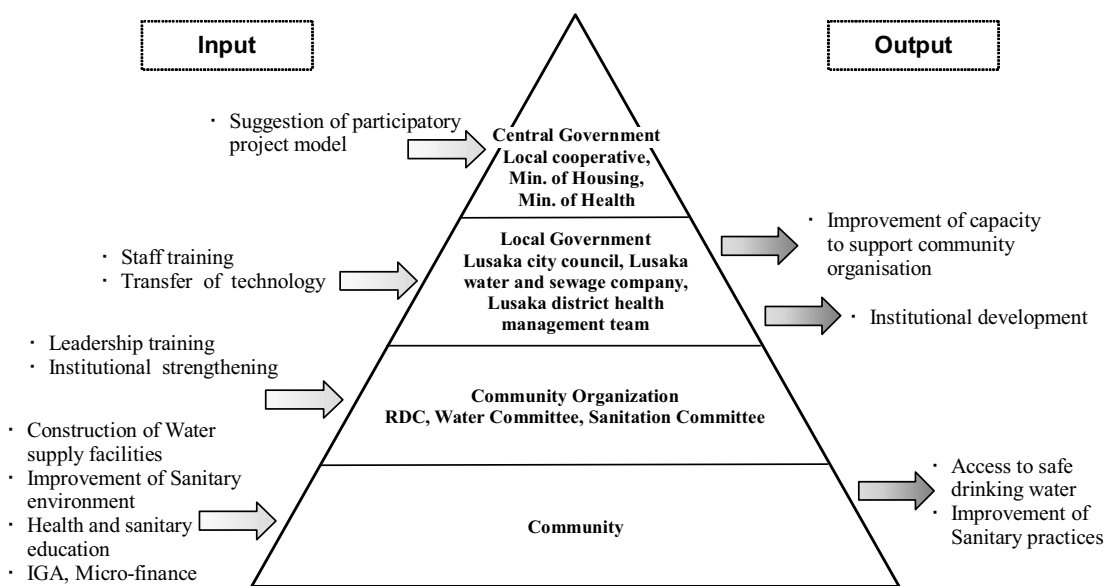 Input
Output
・ Suggestion of participatory
project model
Central Government
Local cooperative,
Min. of Housing,
Min. of Health
・ Staff training
・ Transfer of technology
Local Government
Lusaka city council, Lusaka
water and sewage company,
Lusaka district health
management team
・ Improvement of capacity
to support community
organisation
・ Institutional development
・ Leadership training
・ Institutional strengthening
Community Organization
RDC, Water Committee, Sanitation Committee
・ Construction of Water
supply facilities
・ Improvement of Sanitary
environment
・ Health and sanitary
education
・ IGA, Micro-finance
Community
・ Access to safe
drinking water
・ Improvement of
Sanitary practices